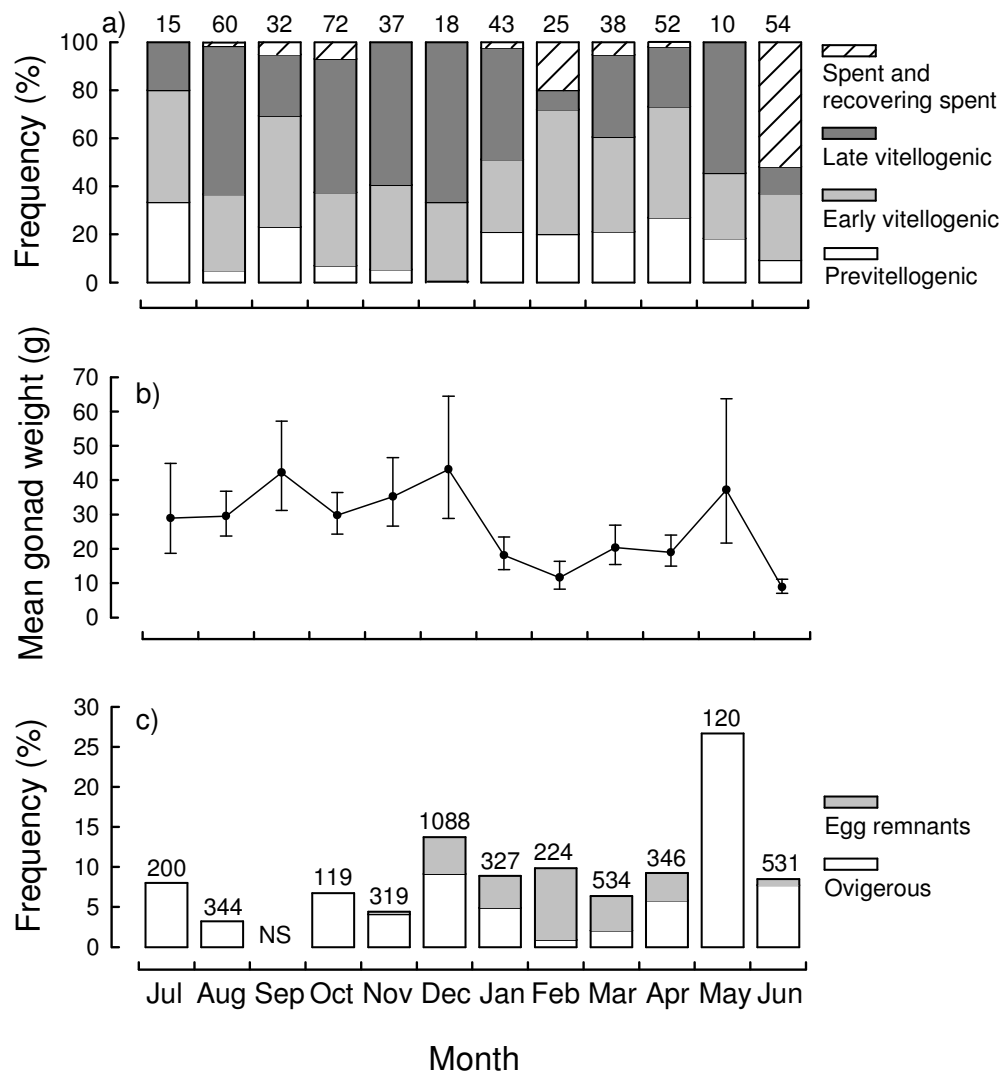 a) 15 60 32 72 37 18 43 25 38 52 10 54
Frequency (%)
100
80
60
40
20
0
Spent and
recovering spent
Late vitellogenic
Early vitellogenic
Previtellogenic
b)
Mean gonad weight (g)
70
60
50
40
30
20
10
0
c)
Frequency (%)
30
25
20
15
10
5
0
200 344 NS 119 319 1088 327 224 534 346 120 531
Egg remnants
Ovigerous
Jul Aug Sep Oct Nov Dec Jan Feb Mar Apr May Jun
Month